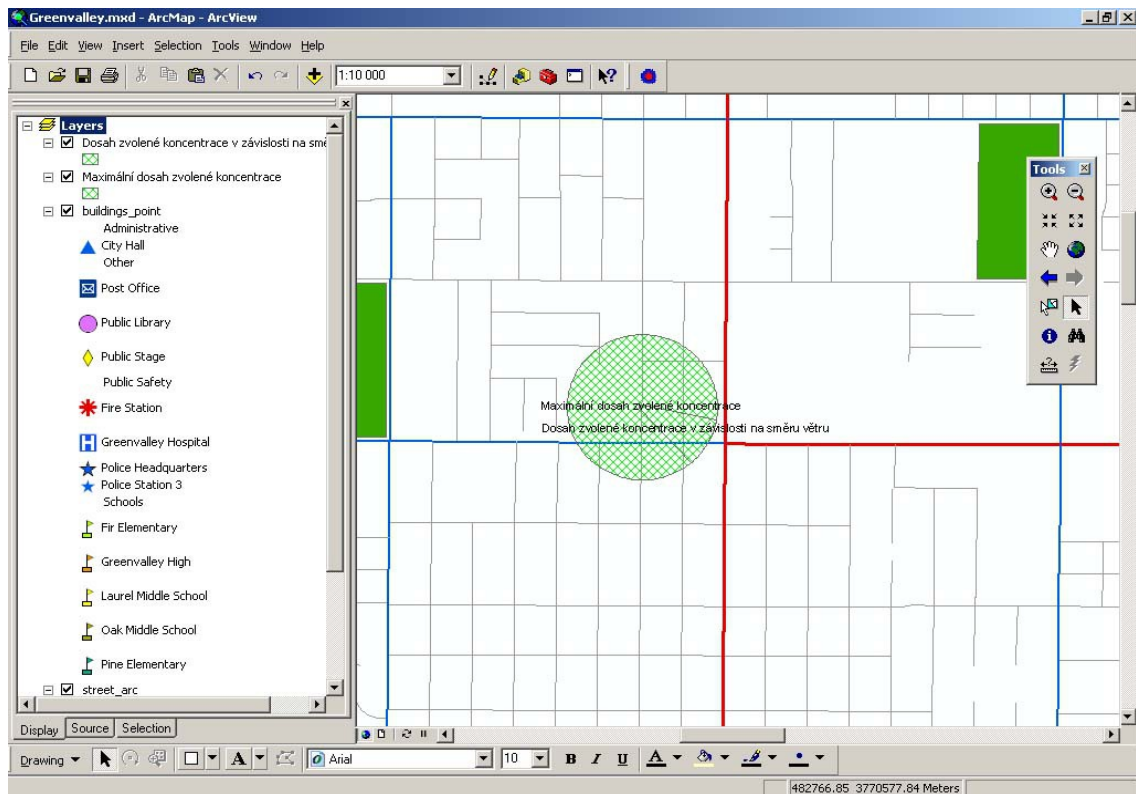 Greenvalley.mxd - ArcMap - ArcView
File Edit View Insert Selection Tools Window Help
1:10 000
Layers
Dosah zvolené koncentrace v závislosti na smě
Maximální dosah zvolené koncentrace
buildings_point
Administrative
City Hall
Other
Post Office
Public Library
Public Stage
Public Safety
Fire Station
Greenvalley Hospital
Police Headquarters
Police Station 3
Schools
Fir Elementary
Greenvalley High
Laurel Middle School
Oak Middle School
Pine Elementary
street_arc
Display Source Selection
Maximální dosah zvolené koncentrace
Dosah zvolené koncentrace v závislosti na směru větru
Tools
Drawing
A
Arial
10
B I U A
482766.85 3770577.84 Meters